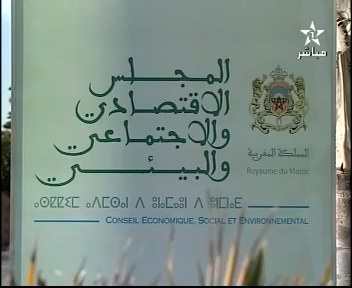 مباشر
المجلس
الاقتصادي
والاجتماعي
والبيئي
المملكة المغربية
Royaume du Maroc
CONSEIL ECONOMIQUE, SOCIAL ET ENVIRONNEMENTAL